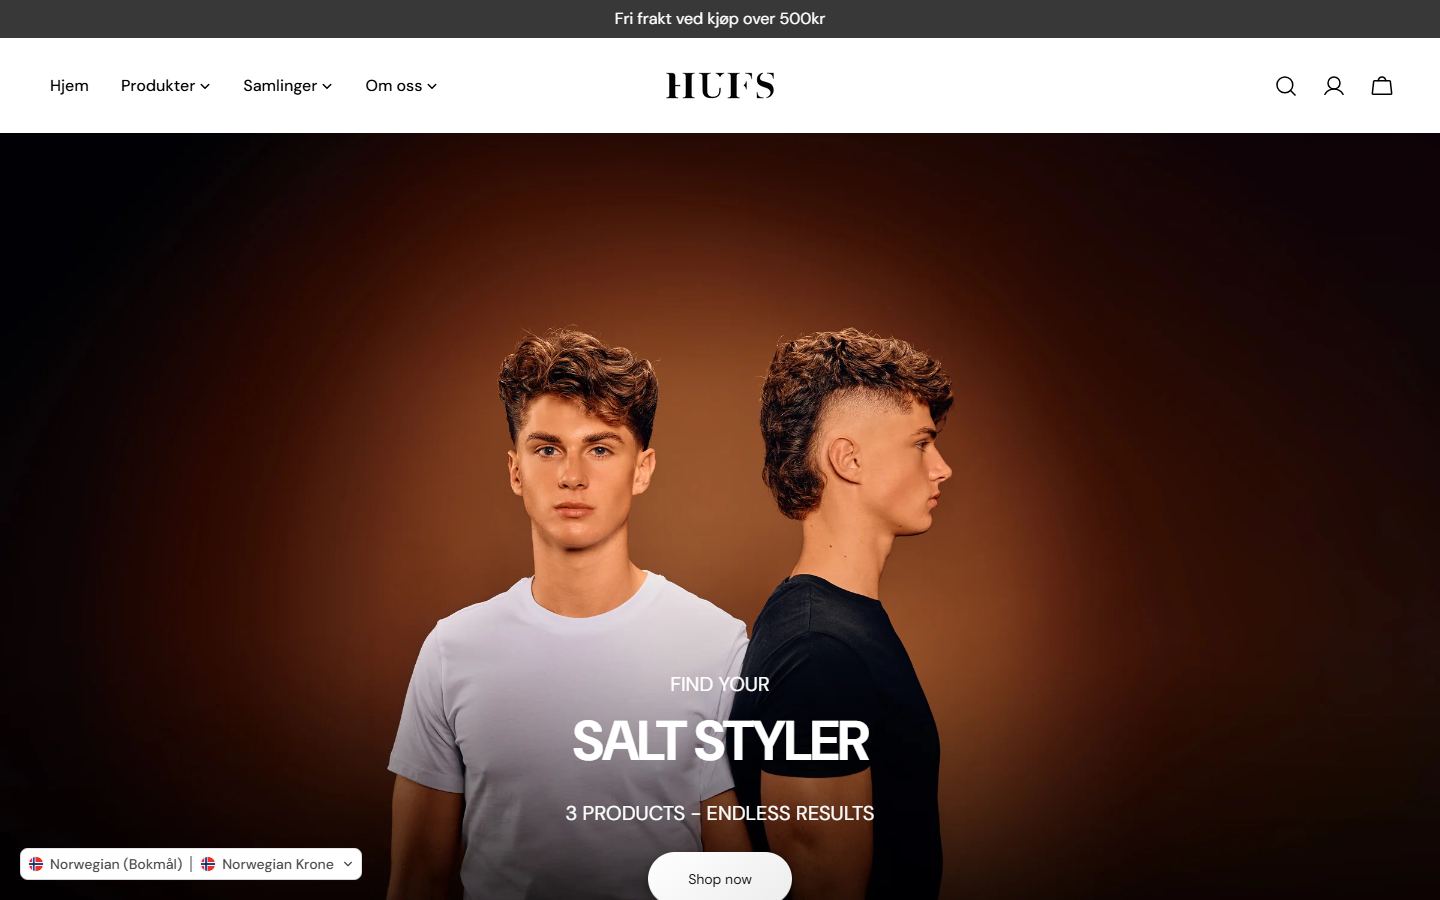 Fri frakt ved kjøp over 500kr
Hjem
Produkter
Samlinger
Om oss
HUFS
FIND YOUR
SALT STYLER
3 PRODUCTS - ENDLESS RESULTS
Shop now
Norwegian (Bokmål) | Norwegian Krone